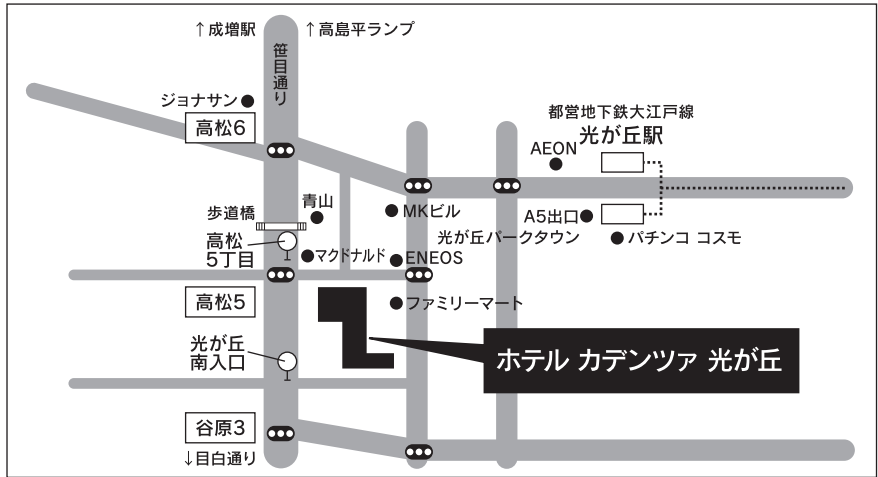 ↑成増駅
↑高島平ランプ
笹目通り
ジョナサン
高松6
都営地下鉄大江戸線
光が丘駅
AEON
青山
MKビル
歩道橋
A5出口
高松
5丁目
マクドナルド
光が丘パークタウン
パチンコ コスモ
ENEOS
高松5
ファミリーマート
光が丘
南入口
ホテル カデンツァ 光が丘
谷原3
↓目白通り